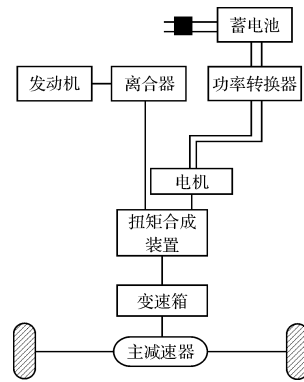 蓄电池
发动机
离合器
功率转换器
电机
扭矩合成
装置
变速箱
主减速器